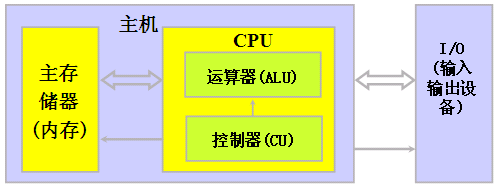 主机
CPU
主存
储器
(内存)
运算器(ALU)
控制器(CU)
I/O
(输入
输出设
备)